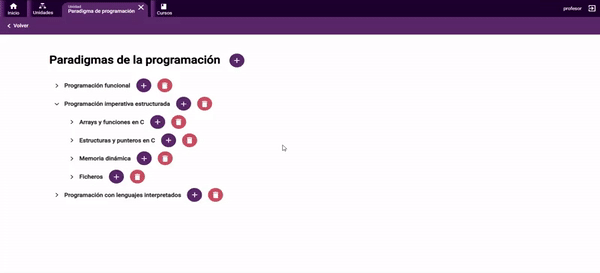 Inicio
Unidades
Unidad
Paradigma de programación
Cursos
profesor
Volver
Paradigmas de la programación
Programación funcional
Programación imperativa estructurada
Arrays y funciones en C
Estructuras y punteros en C
Memoria dinámica
Ficheros
Programación con lenguajes interpretados